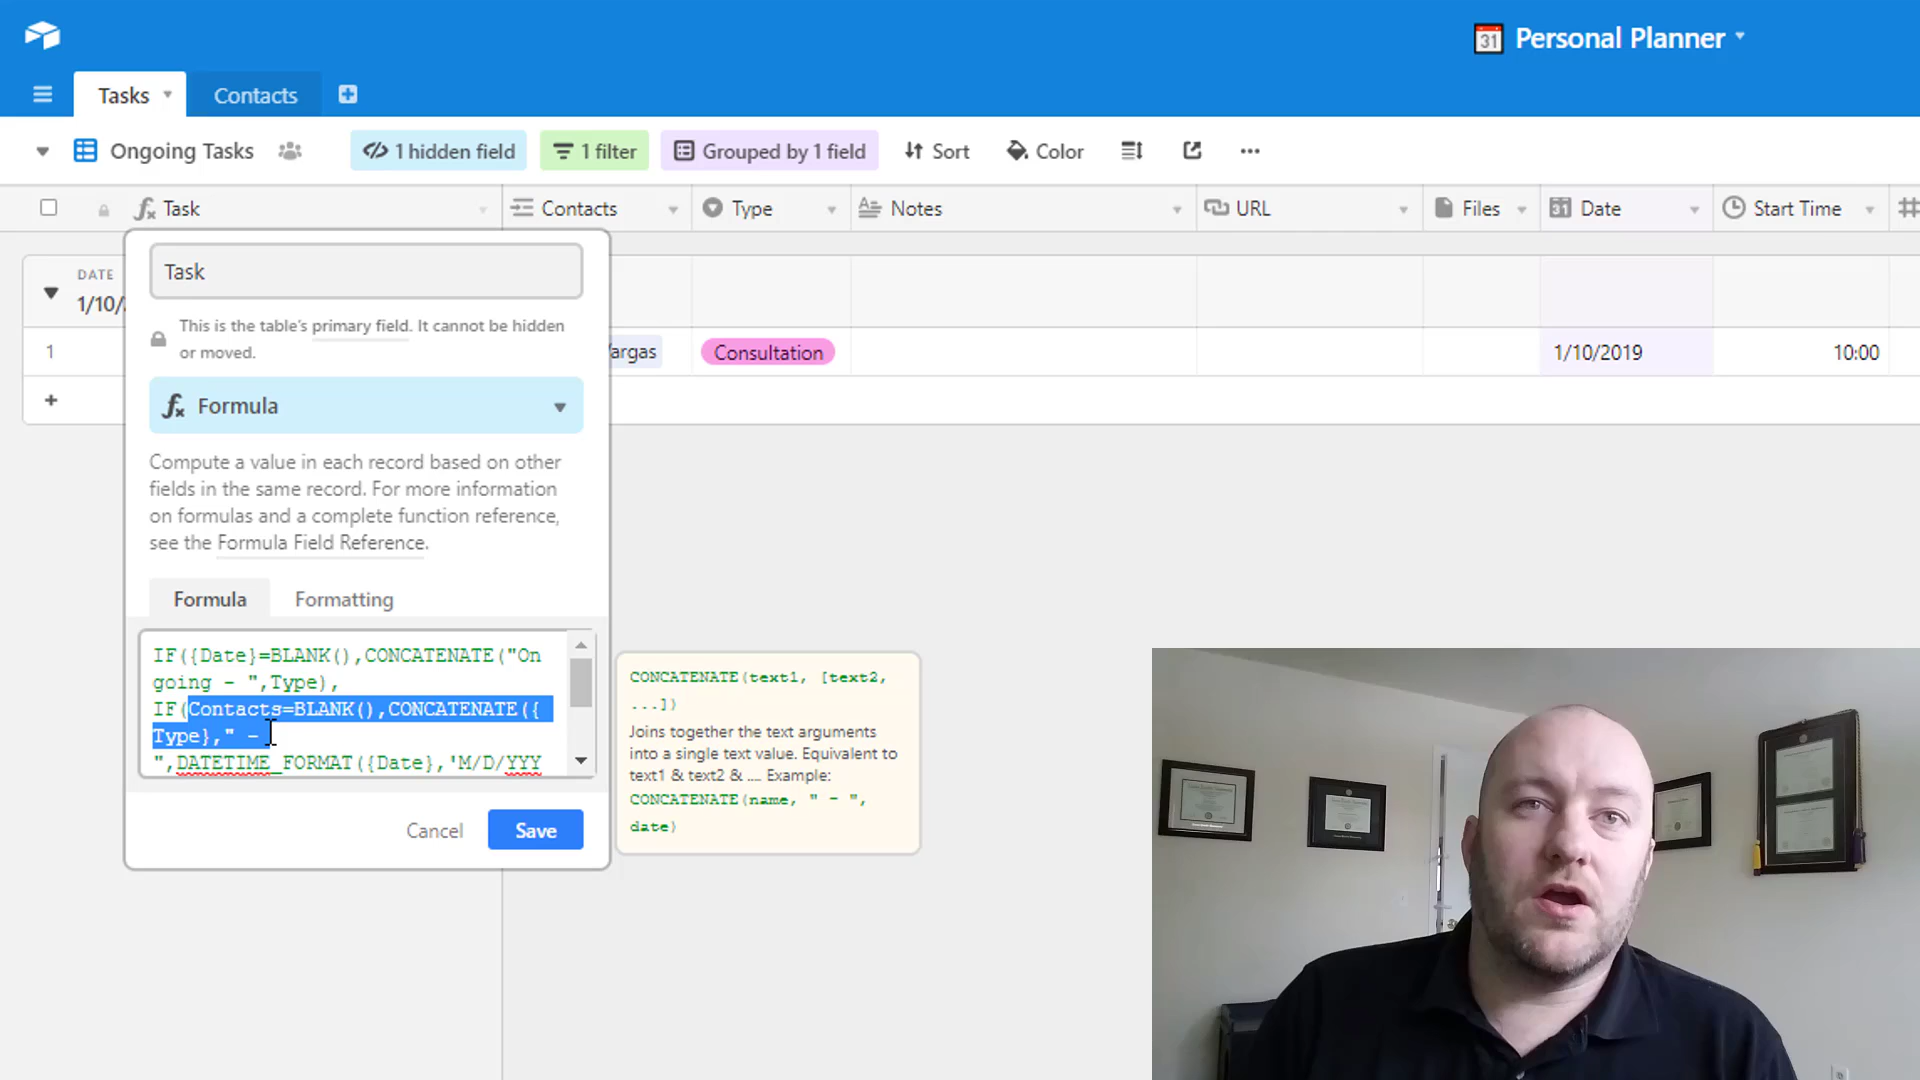 31 Personal Planner
Tasks Contacts
Ongoing Tasks 1 hidden field 1 filter Grouped by 1 field Sort Color
Task Contacts Type Notes URL Files 31 Date Start Time
DATE
1/10/
Task
This is the table's primary field. It cannot be hidden
or moved.
1 argas Consultation 1/10/2019 10:00
Formula
Compute a value in each record based on other
fields in the same record. For more information
on formulas and a complete function reference,
see the Formula Field Reference.
Formula Formatting
IF({Date}=BLANK(),CONCATENATE("On
going - ",Type),
IF(Contacts=BLANK(),CONCATENATE({
Type}," -
",DATETIME_FORMAT({Date},'M/D/YYY
CONCATENATE(text1, [text2,
...])
Joins together the text arguments
into a single text value. Equivalent to
text1 & text2 & .... Example:
CONCATENATE(name, " - ",
date)
Cancel Save